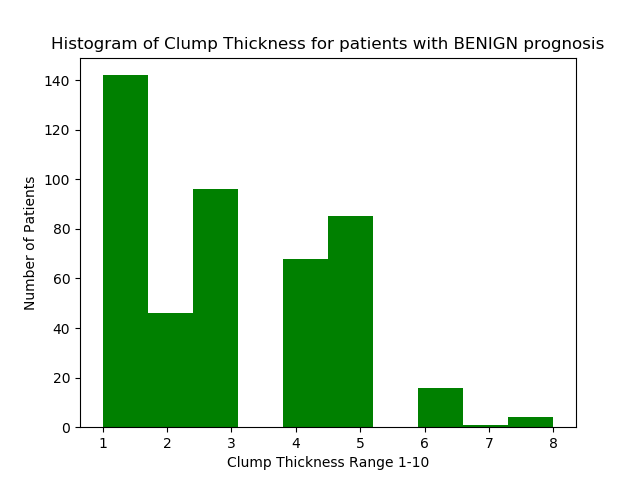 Histogram of Clump Thickness for patients with BENIGN prognosis
140
120
100
80
60
40
20
0
Number of Patients
1 2 3 4 5 6 7 8
Clump Thickness Range 1-10